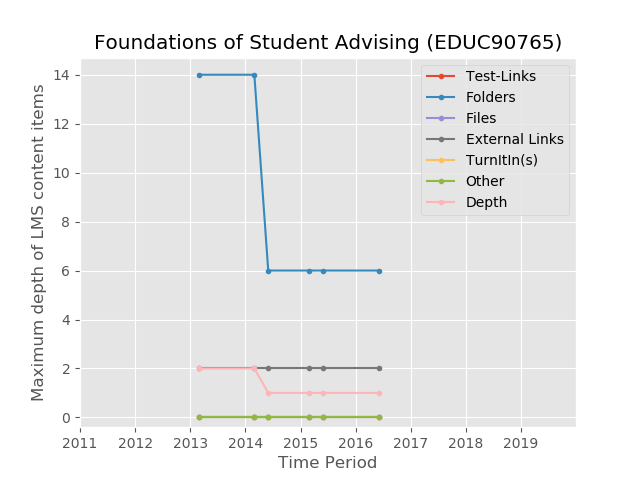 Foundations of Student Advising (EDUC90765)
Maximum depth of LMS content items
14
12
10
8
6
4
2
0
Test-Links
Folders
Files
External Links
TurnItIn(s)
Other
Depth
2011 2012 2013 2014 2015 2016 2017 2018 2019
Time Period